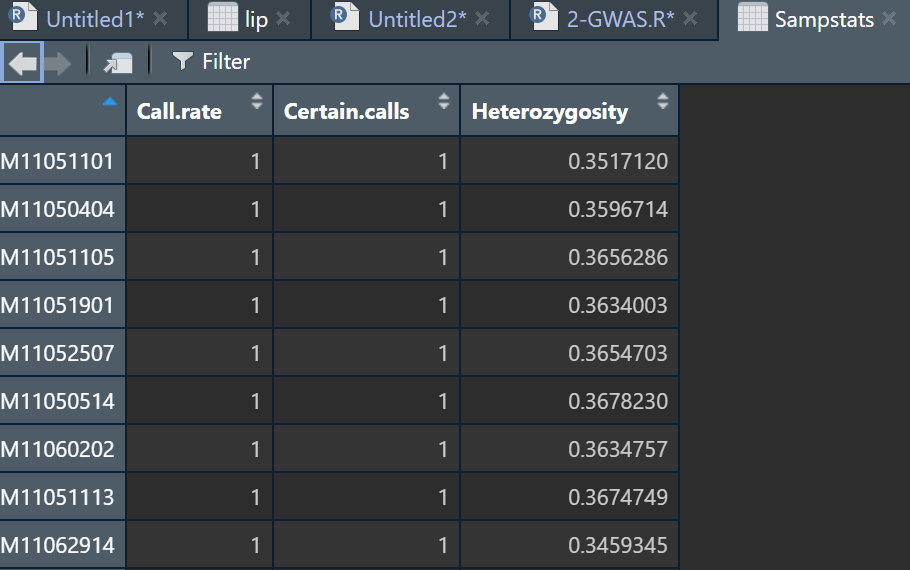 Untitled1* lip Untitled2* 2-GWAS.R* Sampstats
Filter
Call.rate Certain.calls Heterozygosity
M11051101 1 1 0.3517120
M11050404 1 1 0.3596714
M11051105 1 1 0.3656286
M11051901 1 1 0.3634003
M11052507 1 1 0.3654703
M11050514 1 1 0.3678230
M11060202 1 1 0.3634757
M11051113 1 1 0.3674749
M11062914 1 1 0.3459345